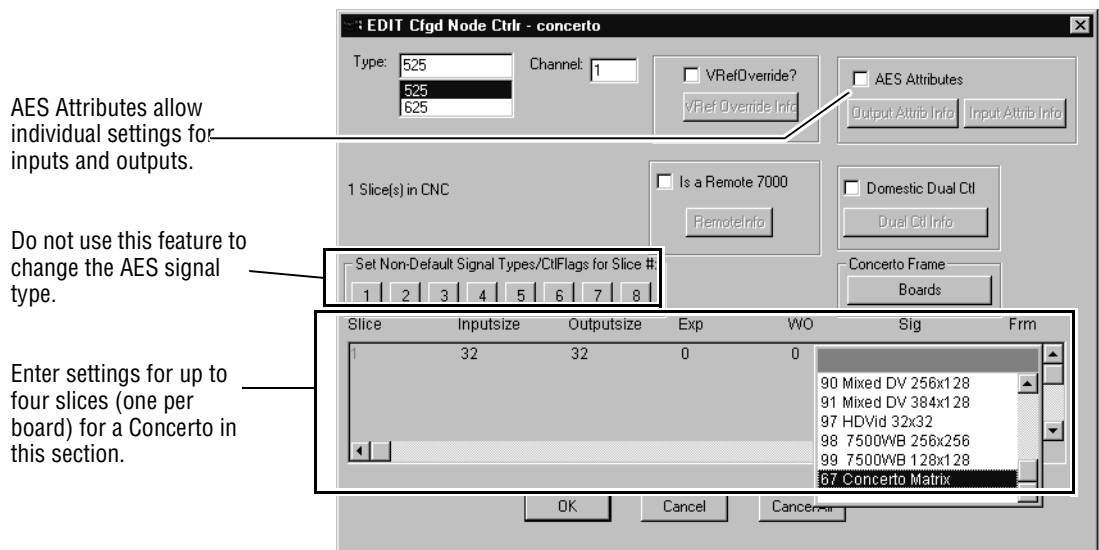 EDIT Cfgd Node Ctrlr - concerto
Type: 525
525
625
Channel: 1
VRefOverride?
VRef Override Info
AES Attributes
Output Attrib Info Input Attrib Info
AES Attributes allow
individual settings for
inputs and outputs.
1 Slice(s) in CNC
Is a Remote 7000
RemoteInfo
Domestic Dual Ctl
Dual Ctl Info
Do not use this feature to
change the AES signal
type.
Set Non-Default Signal Types/CtlFlags for Slice #:
1 2 3 4 5 6 7 8
Concerto Frame
Boards
Slice Inputsize Outputsize Exp WO Sig Frm
1 32 32 0 0
90 Mixed DV 256x128
91 Mixed DV 384x128
97 HDVid 32x32
98 7500WB 256x256
99 7500WB 128x128
67 Concerto Matrix
Enter settings for up to
four slices (one per
board) for a Concerto in
this section.
OK Cancel